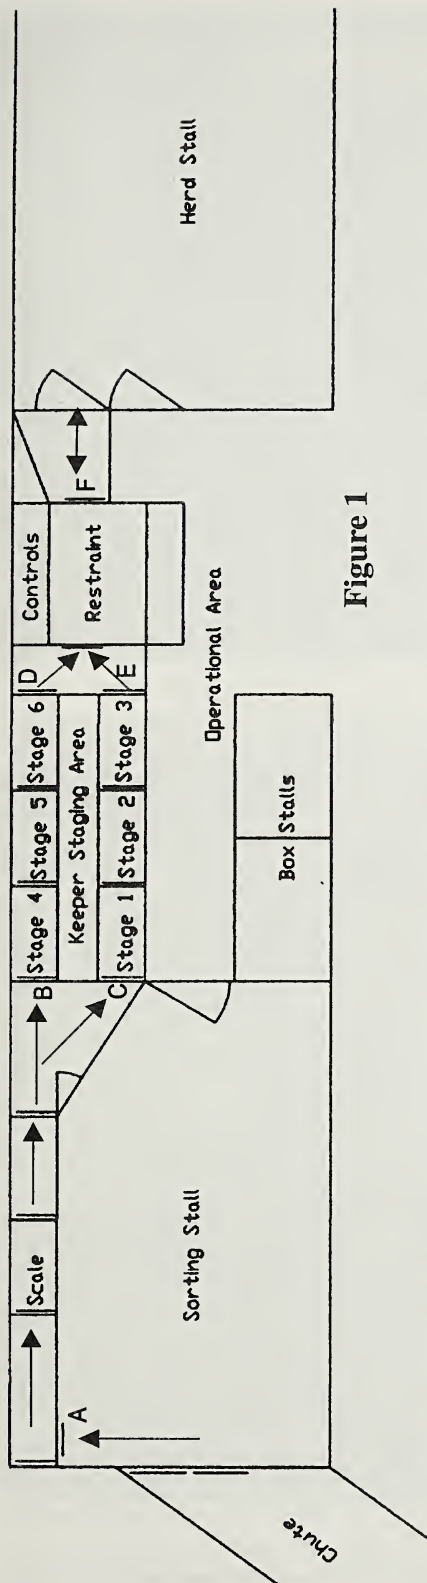 Chute
A
Sorting Stall
Scale
B
C
Stage 4
Stage 5
Stage 6
Keeper Staging Area
Stage 1
Stage 2
Stage 3
Box Stalls
D
E
Operational Area
Controls
Restraint
F
Herd Stall
Figure 1